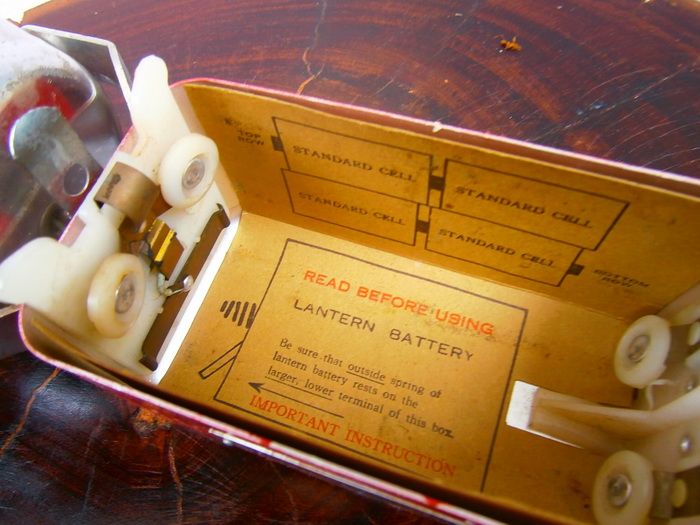 TOP
ROW
STANDARD CELL
STANDARD CELL
STANDARD CELL
STANDARD CELL
BOTTOM
ROW
READ BEFORE USING
LANTERN BATTERY
Be sure that outside spring of
lantern battery rests on the
larger, lower terminal of this box.
IMPORTANT INSTRUCTION